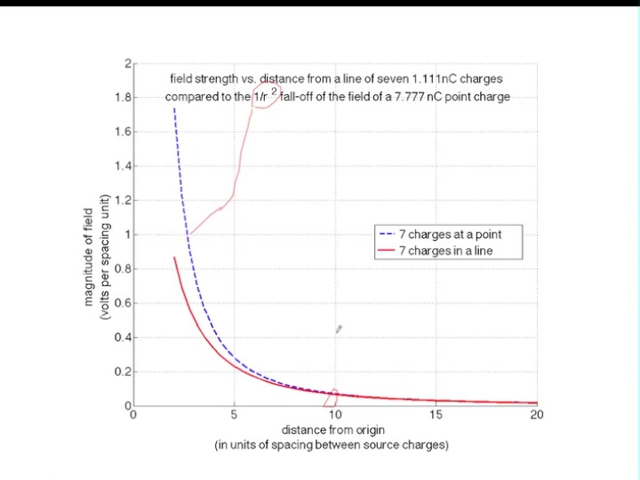 field strength vs. distance from a line of seven 1.111nC charges
compared to the 1/r 2 fall-off of the field of a 7.777 nC point charge
2
1.8
1.6
1.4
1.2
1
0.8
0.6
0.4
0.2
0
magnitude of field
(volts per spacing unit)
7 charges at a point
7 charges in a line
0 5 10 15 20
distance from origin
(in units of spacing between source charges)